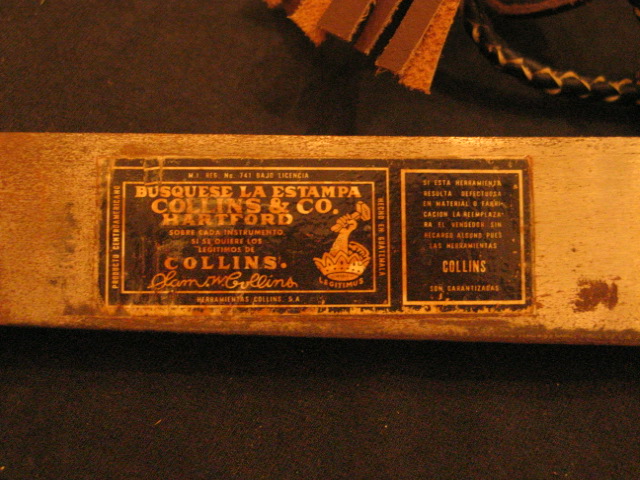 M.I. REG. No. 741 BAJO LICENCIA
PRODUCTO CENTROAMERICANO
BUSQUESE LA ESTAMPA
COLLINS & CO.
HARTFORD
SOBRE CADA INSTRUMENTO
SI SE QUIERE LOS
LEGITIMOS DE
COLLINS.
Sam W Collins
LEGITIMUS
HECHO EN GUATEMALA
HERRAMIENTAS COLLINS, S.A.
SI ESTA HERRAMIENTA
RESULTA DEFECTUOSA
EN MATERIAL O FABRI-
CACION LA REEMPLAZA-
RA EL VENDEDOR SIN
RECARGO ALGUNO PUES
LAS HERRAMIENTAS
COLLINS
SON GARANTIZADAS